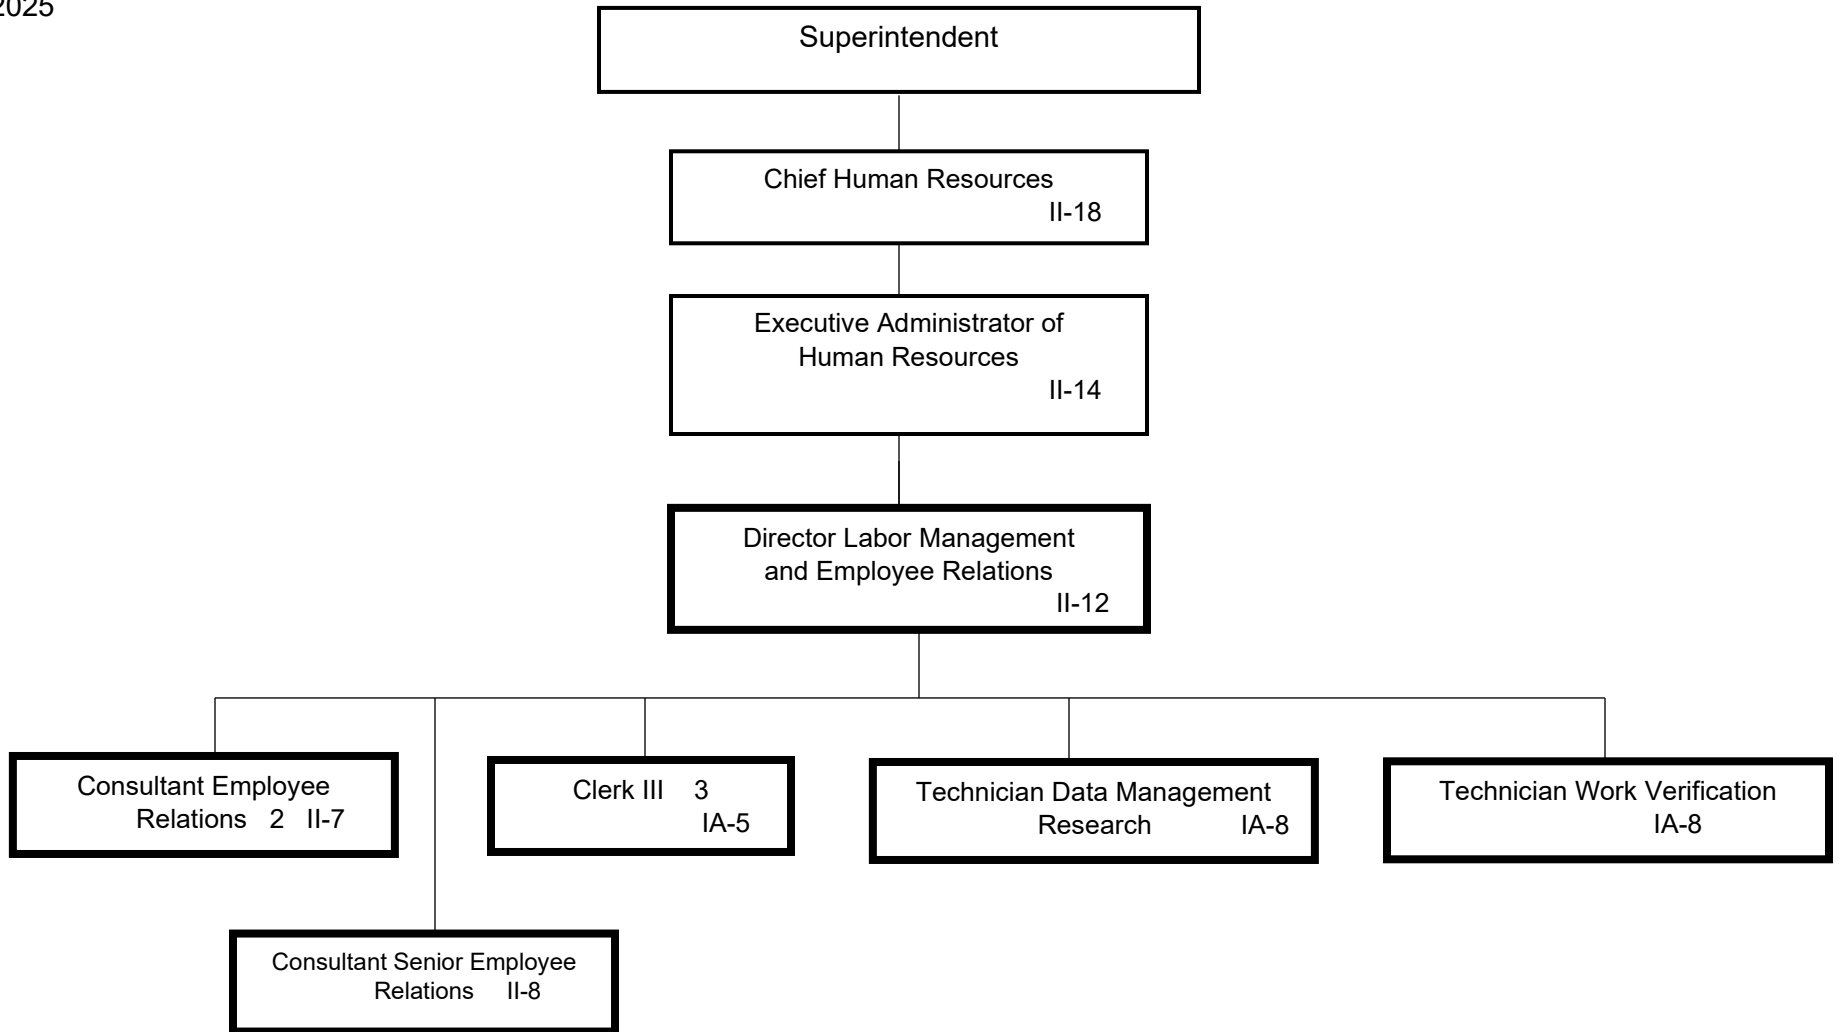 2025
Superintendent
Chief Human Resources
II-18
Executive Administrator of
Human Resources
II-14
Director Labor Management
and Employee Relations
II-12
Consultant Employee
Relations 2 II-7
Clerk III 3
IA-5
Technician Data Management
Research IA-8
Technician Work Verification
IA-8
Consultant Senior Employee
Relations II-8